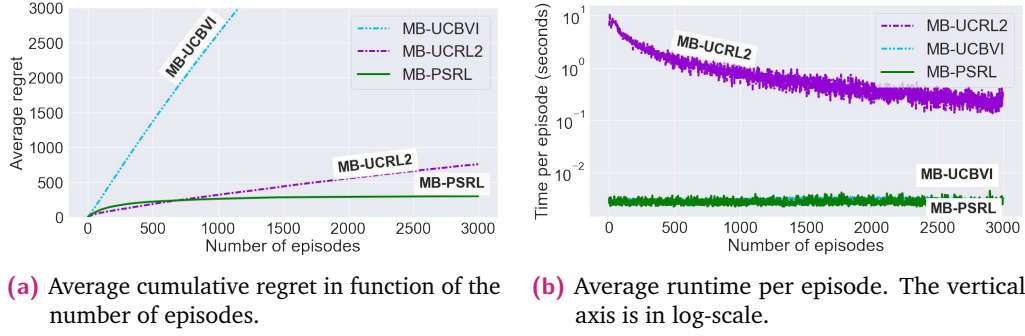 3000
2500
2000
1500
1000
500
0
Average regret
MB-UCBVI
MB-UCBVI
MB-UCRL2
MB-PSRL
MB-UCRL2
MB-PSRL
0 500 1000 1500 2000 2500 3000
Number of episodes
(a) Average cumulative regret in function of the
number of episodes.
10^1
10^0
10^−1
10^−2
Time per episode (seconds)
MB-UCRL2
MB-UCRL2
MB-UCBVI
MB-PSRL
MB-UCBVI
MB-PSRL
0 500 1000 1500 2000 2500 3000
Number of episodes
(b) Average runtime per episode. The vertical
axis is in log-scale.